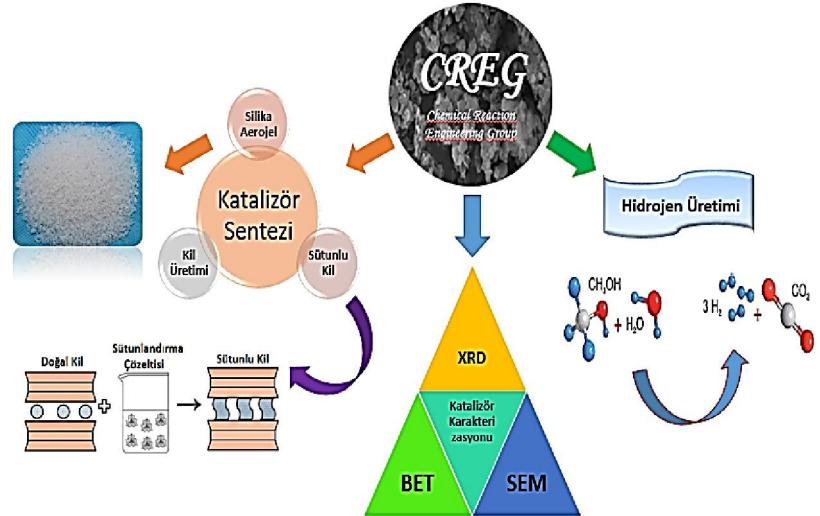 CREG
Chemical Reaction
Engineering Group
Silika
Aerojel
Katalizör
Sentezi
Kil
Üretimi
Sütunlu
Kil
Hidrojen Üretimi
CH₃OH
+
H₂O
3 H₂
+
CO₂
Doğal Kil
Sütunlandırma
Çözeltisi
Sütunlu Kil
+
XRD
Katalizör
Karakteri
zasyonu
BET
SEM